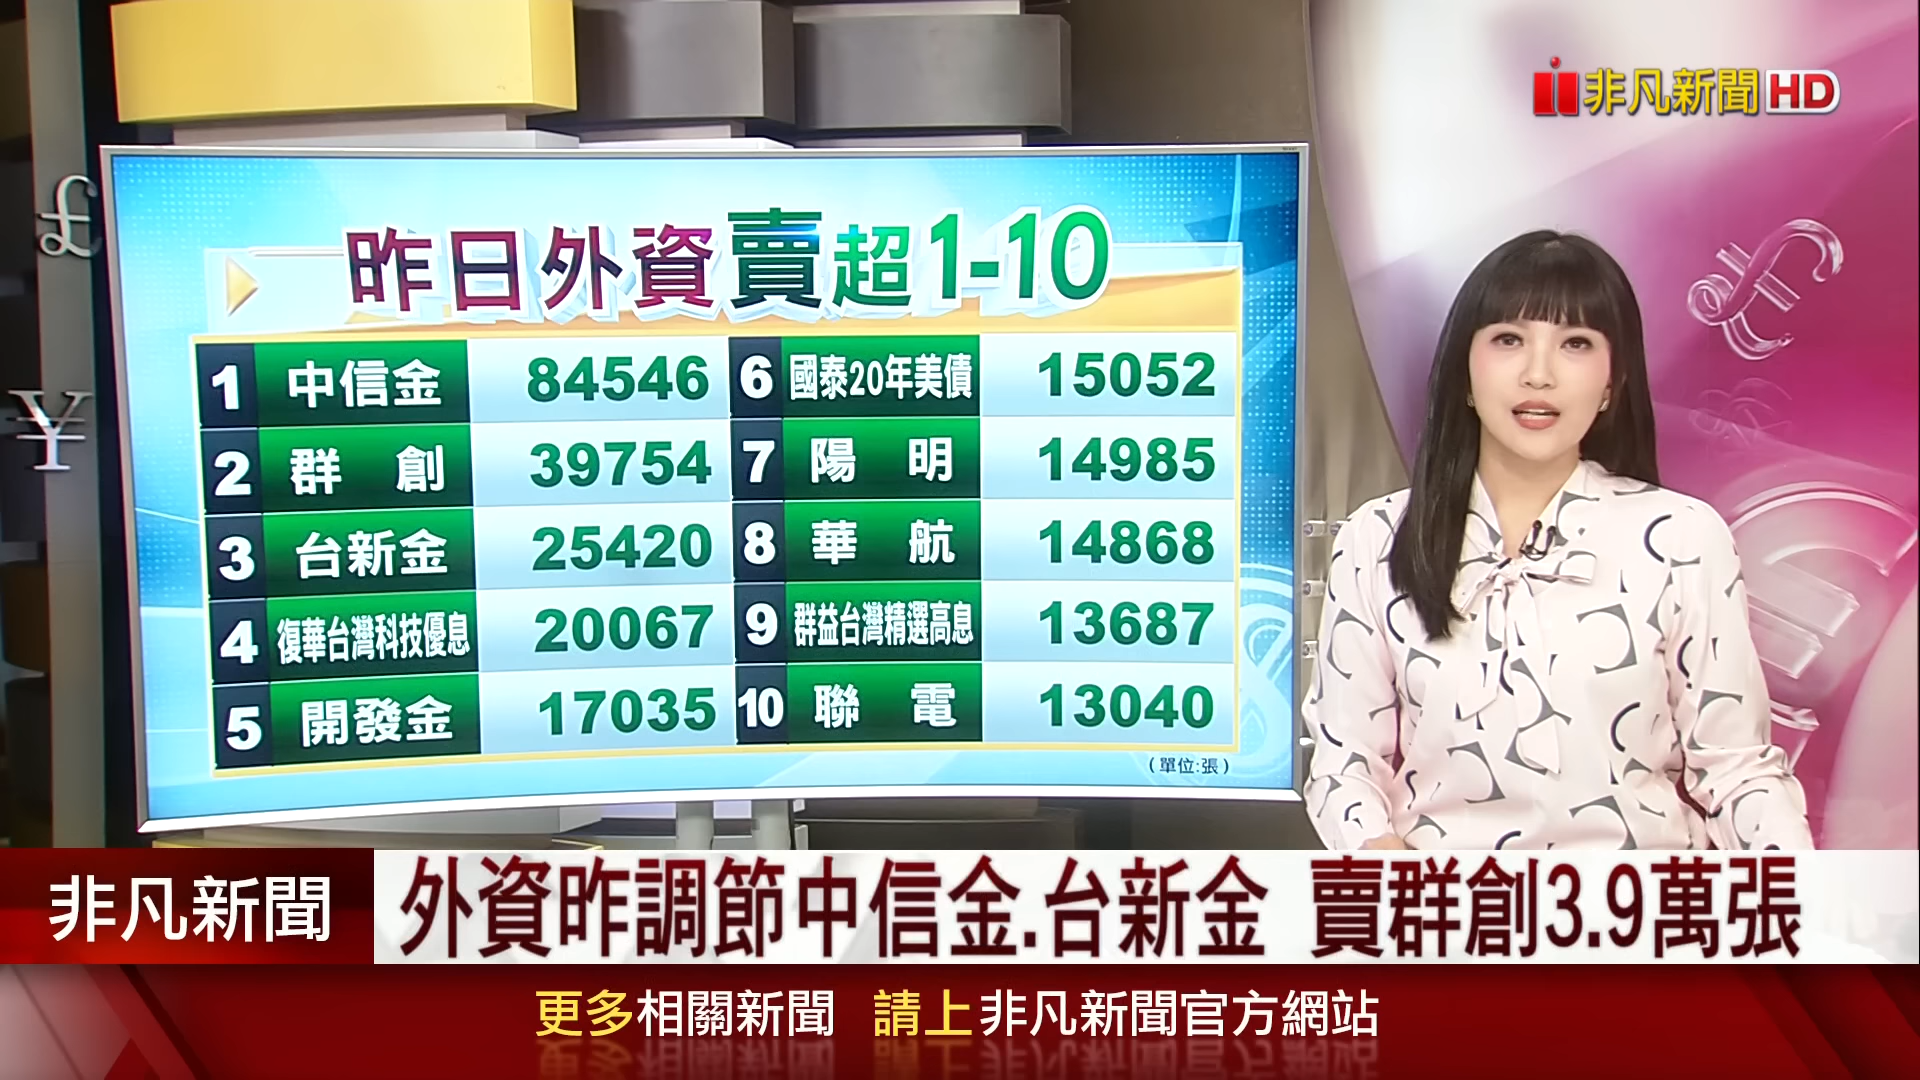 非凡新聞HD
昨日外資賣超1-10
1 中信金 84546
2 群創 39754
3 台新金 25420
4 復華台灣科技優息 20067
5 開發金 17035
6 國泰20年美債 15052
7 陽明 14985
8 華航 14868
9 群益台灣精選高息 13687
10 聯電 13040
(單位:張)
非凡新聞
外資昨調節中信金.台新金 賣群創3.9萬張
更多相關新聞 請上非凡新聞官方網站